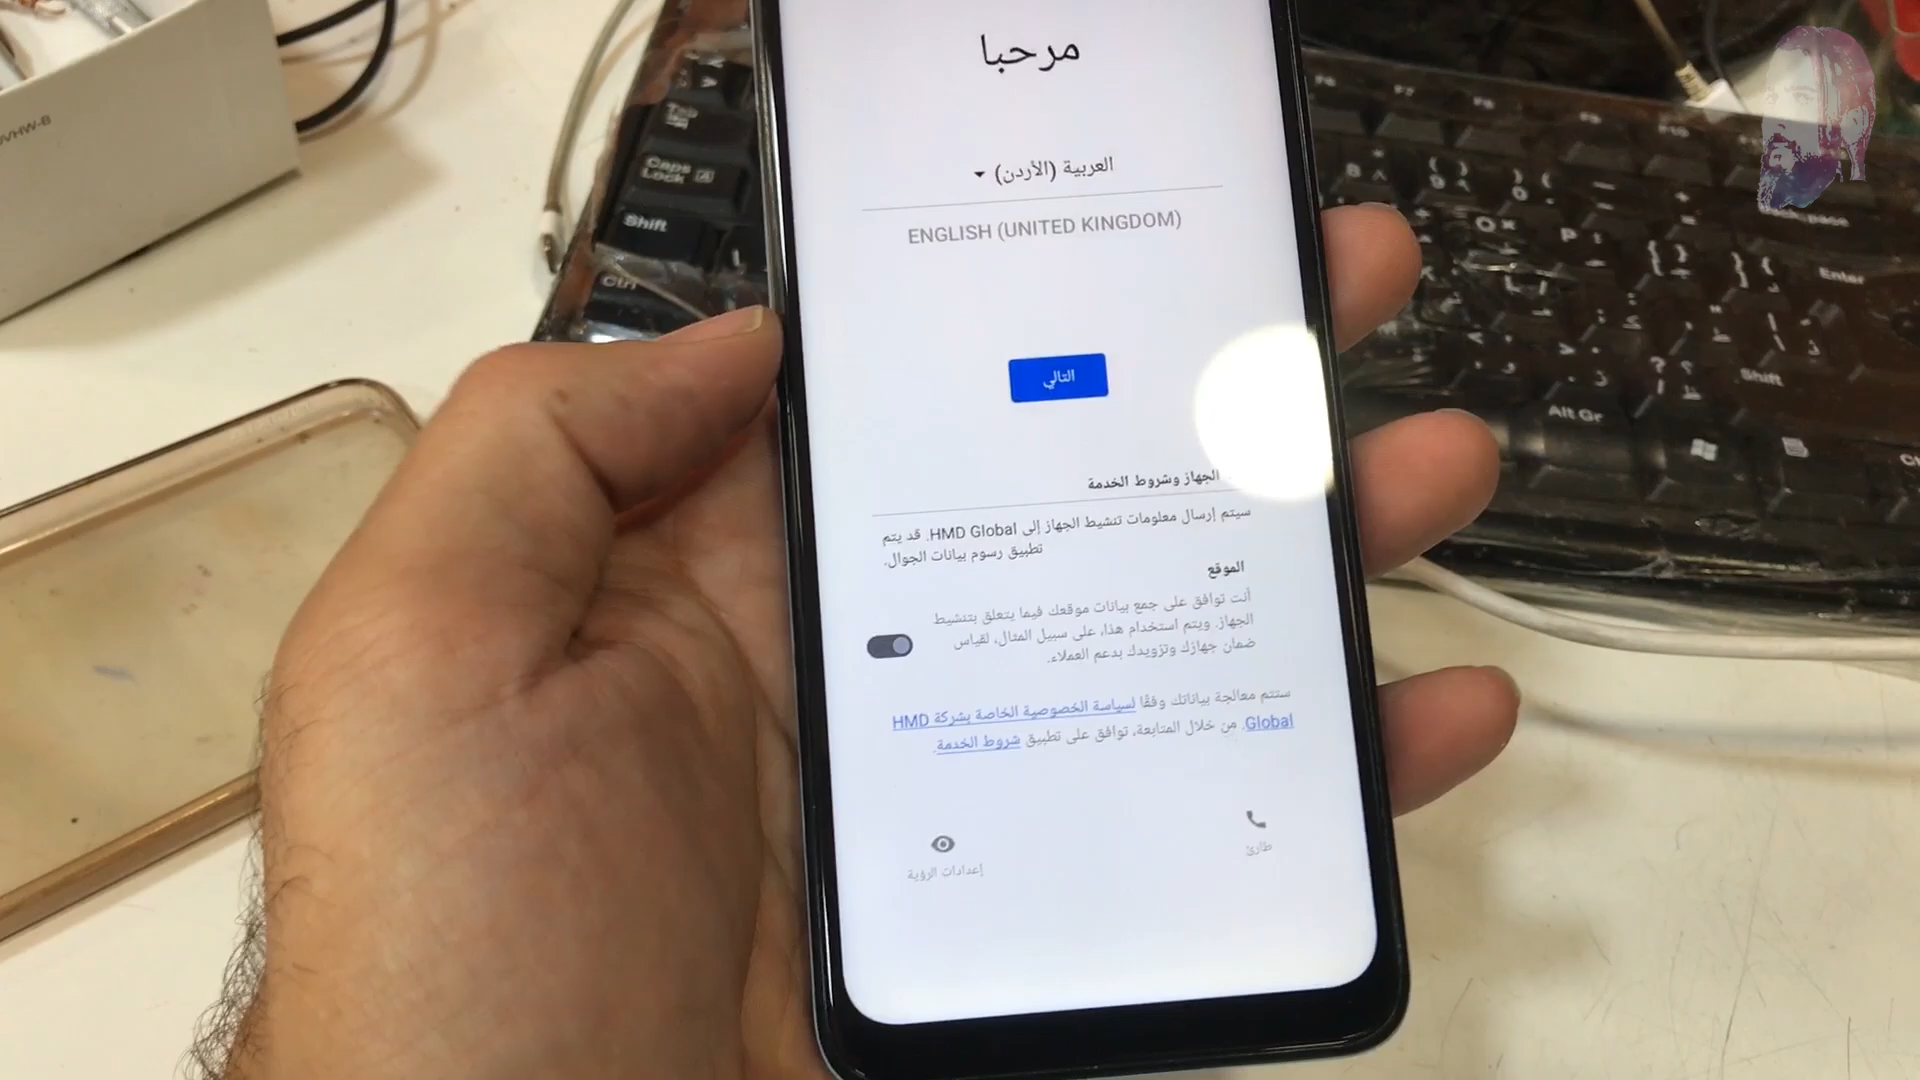 مرحبا
العربية (الأردن)
ENGLISH (UNITED KINGDOM)
التالي
الجهاز وشروط الخدمة
سيتم إرسال معلومات تنشيط الجهاز إلى HMD Global. قد يتم
تطبيق رسوم بيانات الجوال.
الموقع
أنت توافق على جمع بيانات موقعك فيما يتعلق بتنشيط
الجهاز. ويتم استخدام هذا، على سبيل المثال، لقياس
ضمان جهازك وتزويدك بدعم العملاء.
ستتم معالجة بياناتك وفقًا لسياسة الخصوصية الخاصة بشركة HMD
Global. من خلال المتابعة، توافق على تطبيق شروط الخدمة.
طارئ
إعدادات الرؤية
Tab
Caps
Lock A
Shift
Ctrl
F7
Enter
Shift
Alt Gr